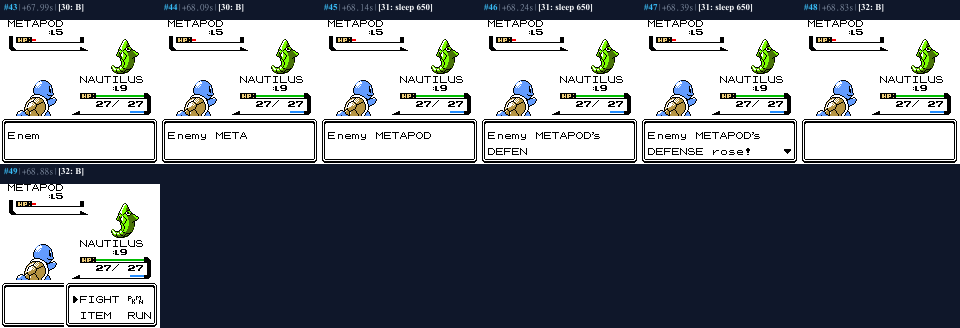 #43|+67.99s| [30: B]
METAPOD
:L5
HP:
NAUTILUS
:L9
HP:
27/ 27
Enem
#44|+68.09s| [30: B]
METAPOD
:L5
HP:
NAUTILUS
:L9
HP:
27/ 27
Enemy META
#45|+68.14s| [31: sleep 650]
METAPOD
:L5
HP:
NAUTILUS
:L9
HP:
27/ 27
Enemy METAPOD
#46|+68.24s| [31: sleep 650]
METAPOD
:L5
HP:
NAUTILUS
:L9
HP:
27/ 27
Enemy METAPOD's
DEFEN
#47|+68.39s| [31: sleep 650]
METAPOD
:L5
HP:
NAUTILUS
:L9
HP:
27/ 27
Enemy METAPOD's
DEFENSE rose!
#48|+68.83s| [32: B]
METAPOD
:L5
HP:
NAUTILUS
:L9
HP:
27/ 27
#49|+68.88s| [32: B]
METAPOD
:L5
HP:
NAUTILUS
:L9
HP:
27/ 27
FIGHT PKMN
ITEM RUN